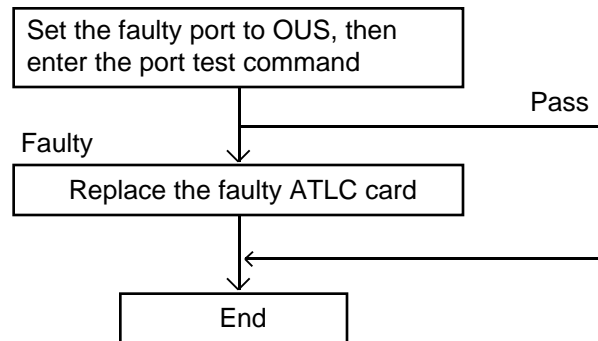 Set the faulty port to OUS, then
enter the port test command
Pass
Faulty
Replace the faulty ATLC card
End